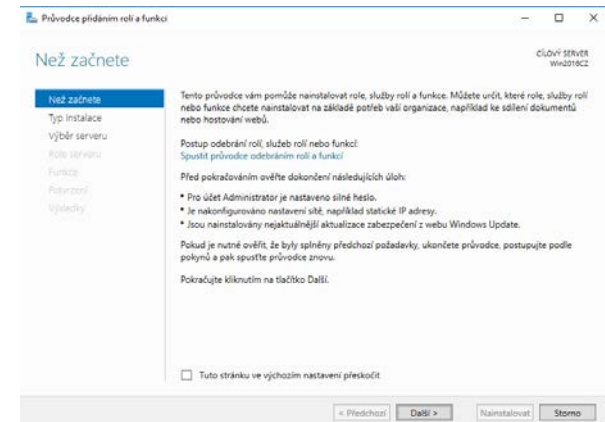 Průvodce přidáním rolí a funkcí
Než začnete
CÍLOVÝ SERVER
Win2016CZ
Než začnete
Typ instalace
Výběr serveru
Role serveru
Funkce
Potvrzení
Výsledky
Tento průvodce vám pomůže nainstalovat role, služby rolí a funkce. Můžete určit, které role, služby rolí
nebo funkce chcete nainstalovat na základě potřeb vaší organizace, například ke sdílení dokumentů
nebo hostování webů.
Postup odebrání rolí, služeb rolí nebo funkcí:
Spustit průvodce odebráním rolí a funkcí
Před pokračováním ověřte dokončení následujících úloh:
• Pro účet Administrator je nastaveno silné heslo.
• Je nakonfigurováno nastavení sítě, například statické IP adresy.
• Jsou nainstalovány nejaktuálnější aktualizace zabezpečení z webu Windows Update.
Pokud je nutné ověřit, že byly splněny předchozí požadavky, ukončete průvodce, postupujte podle
pokynů a pak spusťte průvodce znovu.
Pokračujte kliknutím na tlačítko Další.
Tuto stránku ve výchozím nastavení přeskočit
< Předchozí
Další >
Nainstalovat
Storno